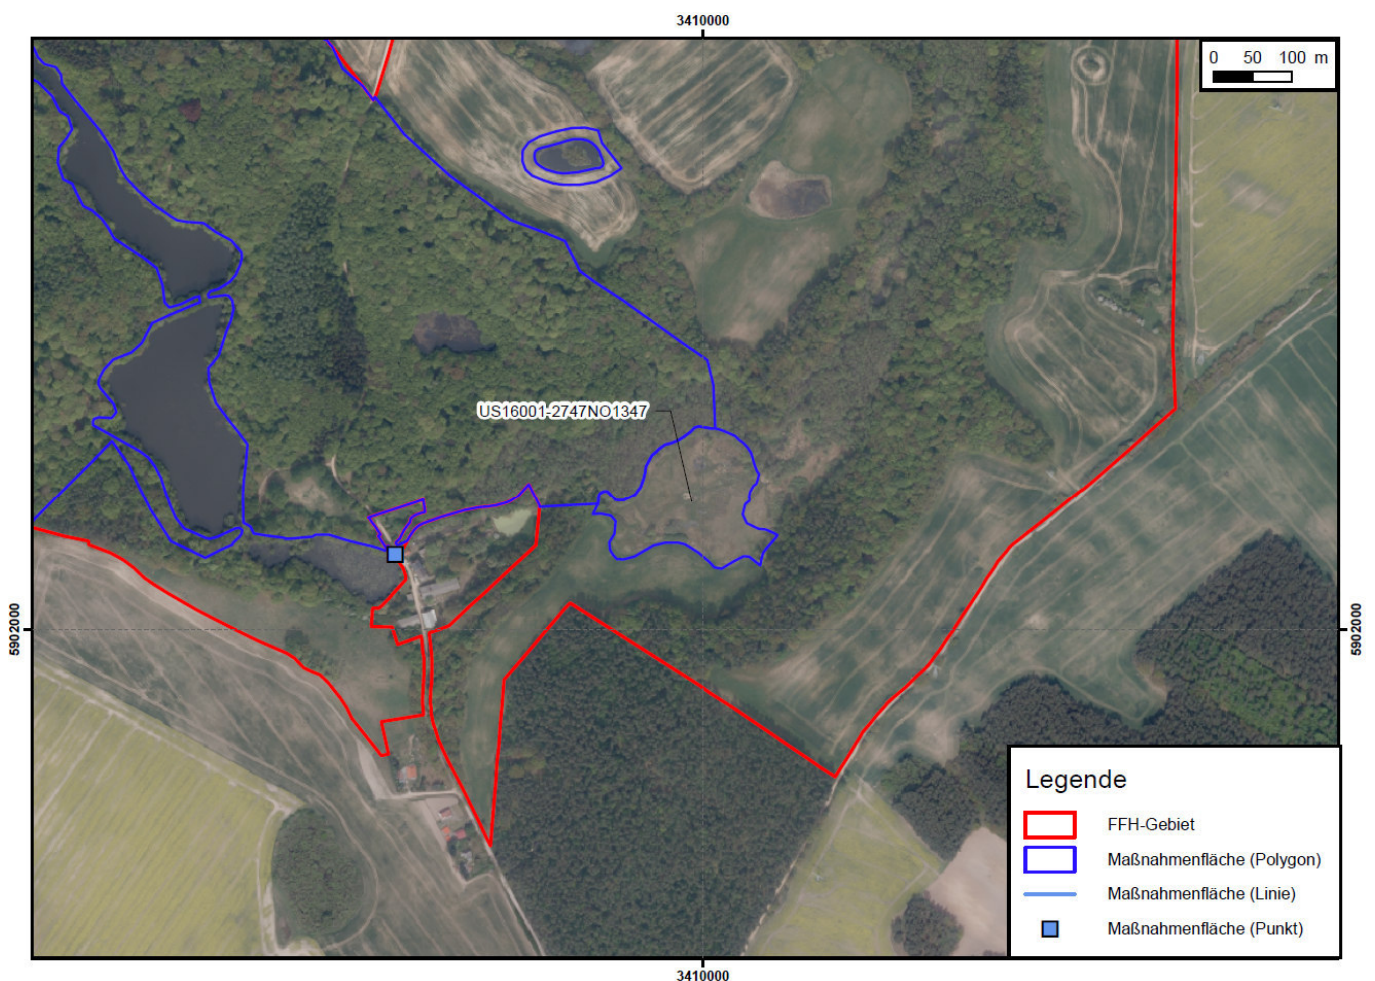 3410000
0 50 100 m
US16001-2747NO1347
5902000
5902000
Legende
FFH-Gebiet
Maßnahmenfläche (Polygon)
Maßnahmenfläche (Linie)
Maßnahmenfläche (Punkt)
3410000